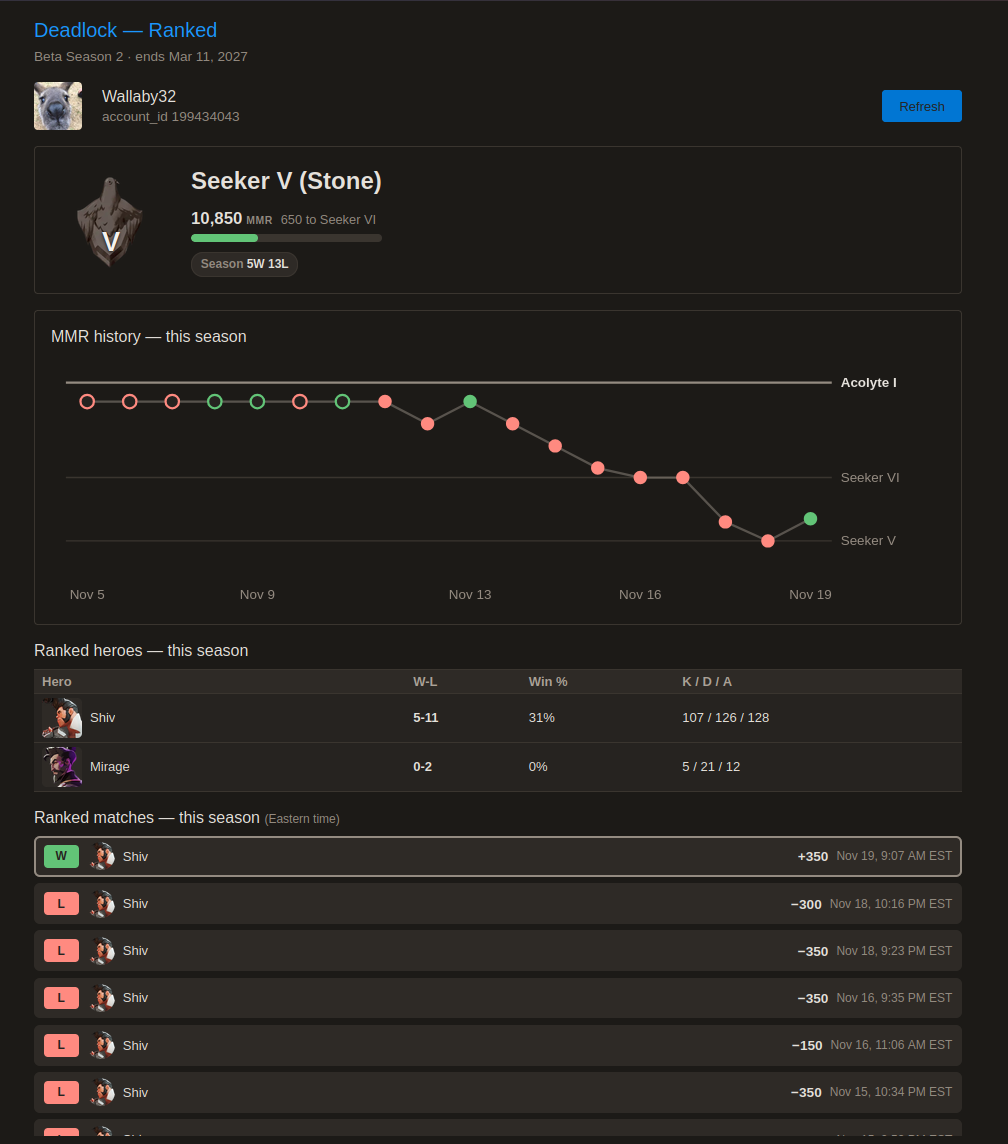 Deadlock — Ranked
Beta Season 2 · ends Mar 11, 2027
Wallaby32
account_id 199434043
Refresh
V
Seeker V (Stone)
10,850 MMR 650 to Seeker VI
Season 5W 13L
MMR history — this season
Acolyte I
Seeker VI
Seeker V
Nov 5 Nov 9 Nov 13 Nov 16 Nov 19
Ranked heroes — this season
Hero W-L Win % K / D / A
Shiv 5-11 31% 107 / 126 / 128
Mirage 0-2 0% 5 / 21 / 12
Ranked matches — this season (Eastern time)
W Shiv +350 Nov 19, 9:07 AM EST
L Shiv −300 Nov 18, 10:16 PM EST
L Shiv −350 Nov 18, 9:23 PM EST
L Shiv −350 Nov 16, 9:35 PM EST
L Shiv −150 Nov 16, 11:06 AM EST
L Shiv −350 Nov 15, 10:34 PM EST